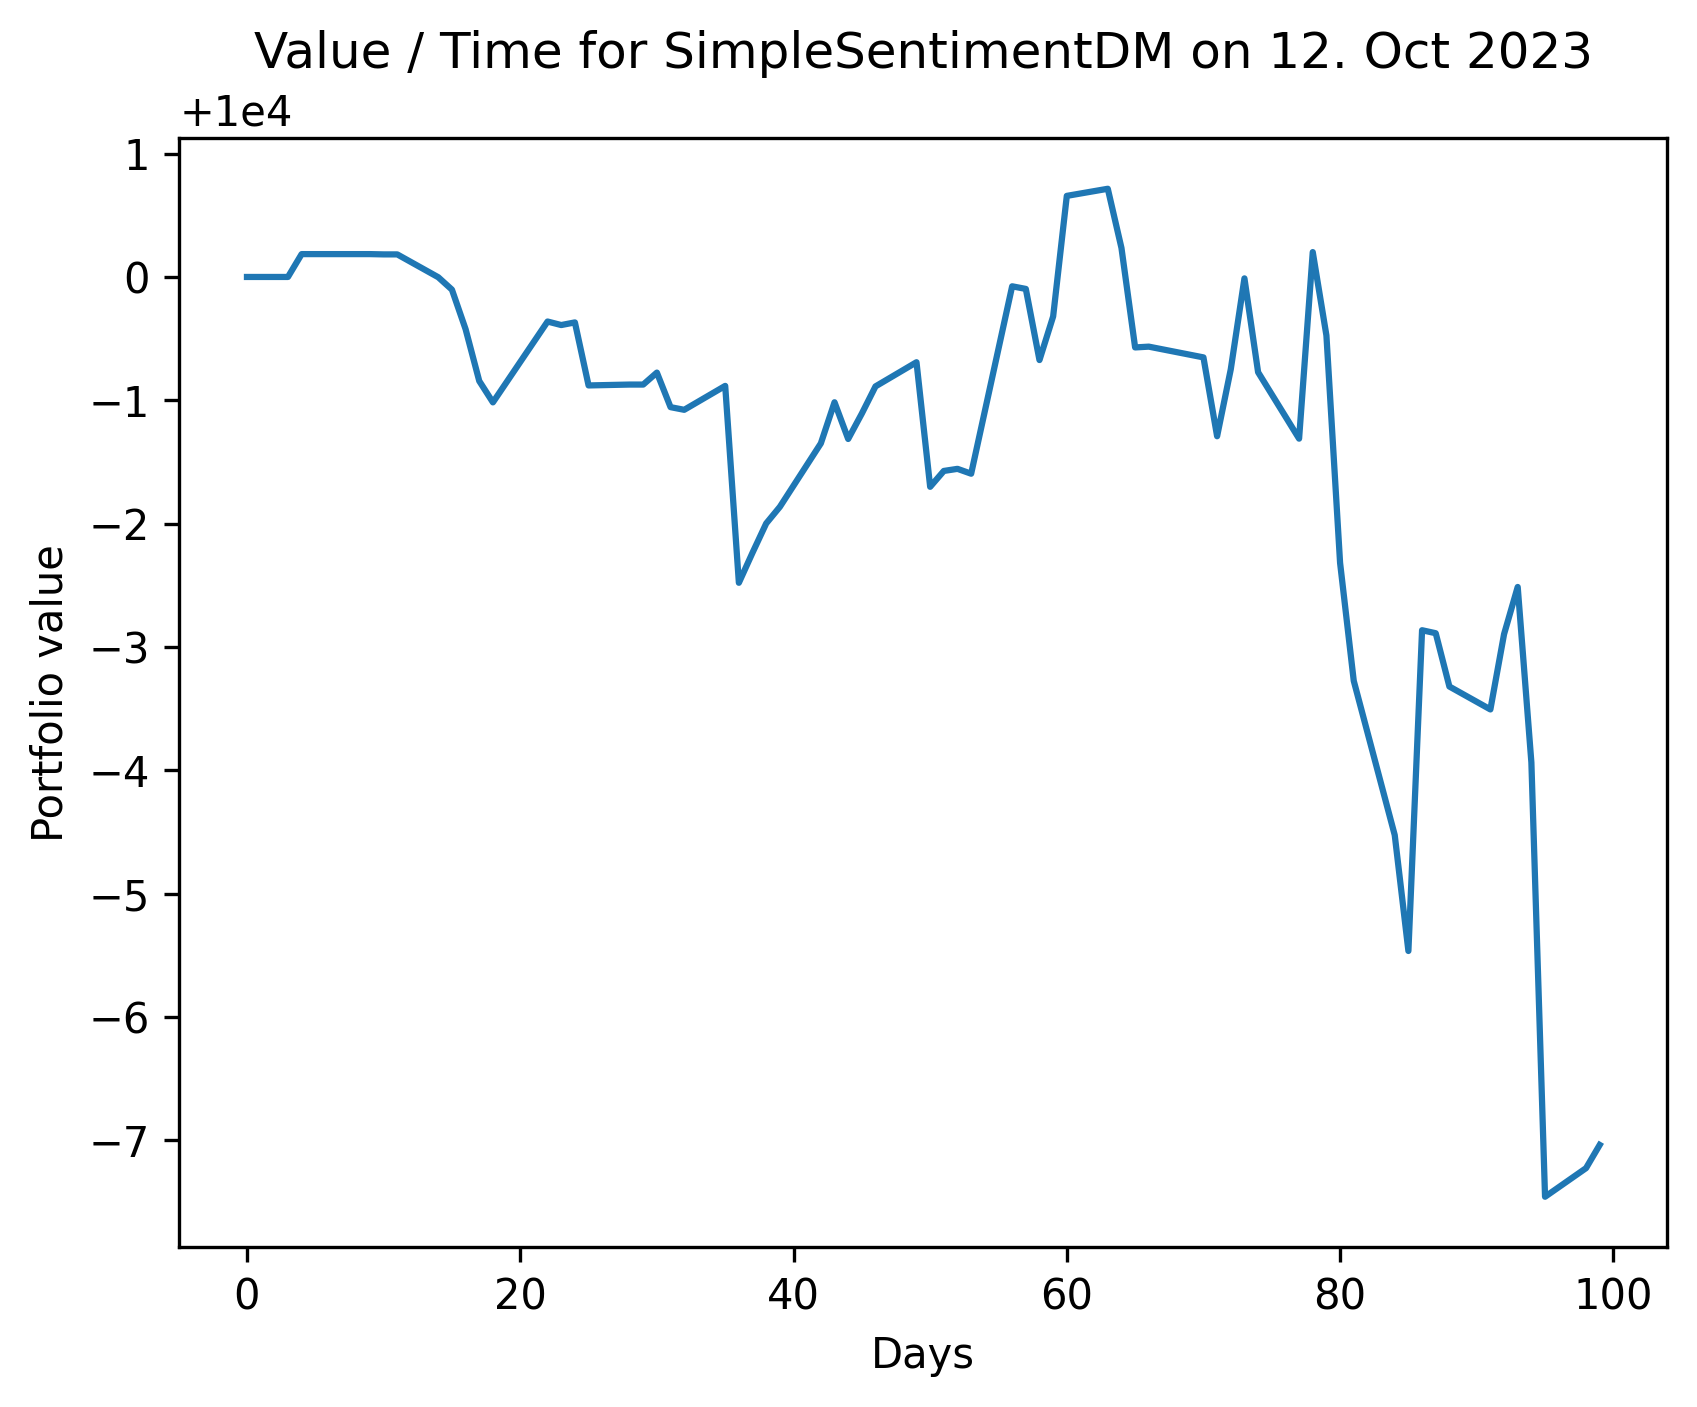 Value / Time for SimpleSentimentDM on 12. Oct 2023
+1e4
1
0
−1
−2
−3
−4
−5
−6
−7
Portfolio value
0 20 40 60 80 100
Days